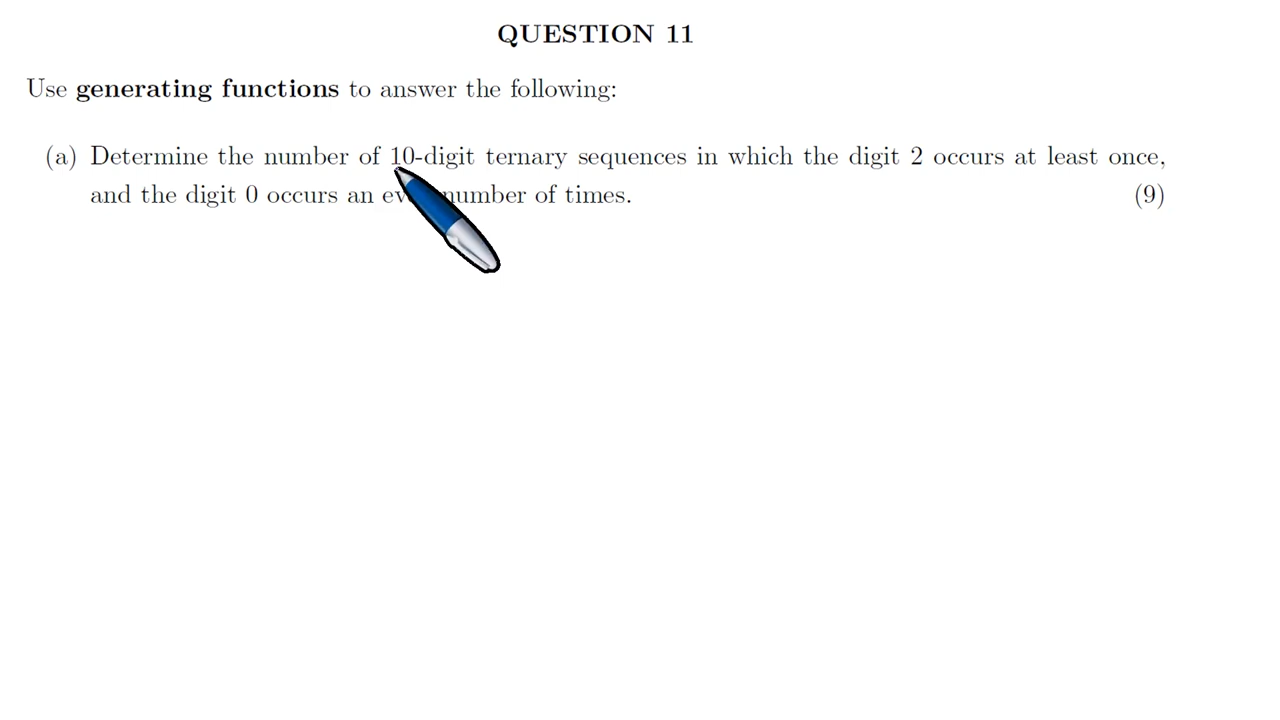 QUESTION 11
Use generating functions to answer the following:
(a) Determine the number of 10-digit ternary sequences in which the digit 2 occurs at least once,
and the digit 0 occurs an number of times. (9)